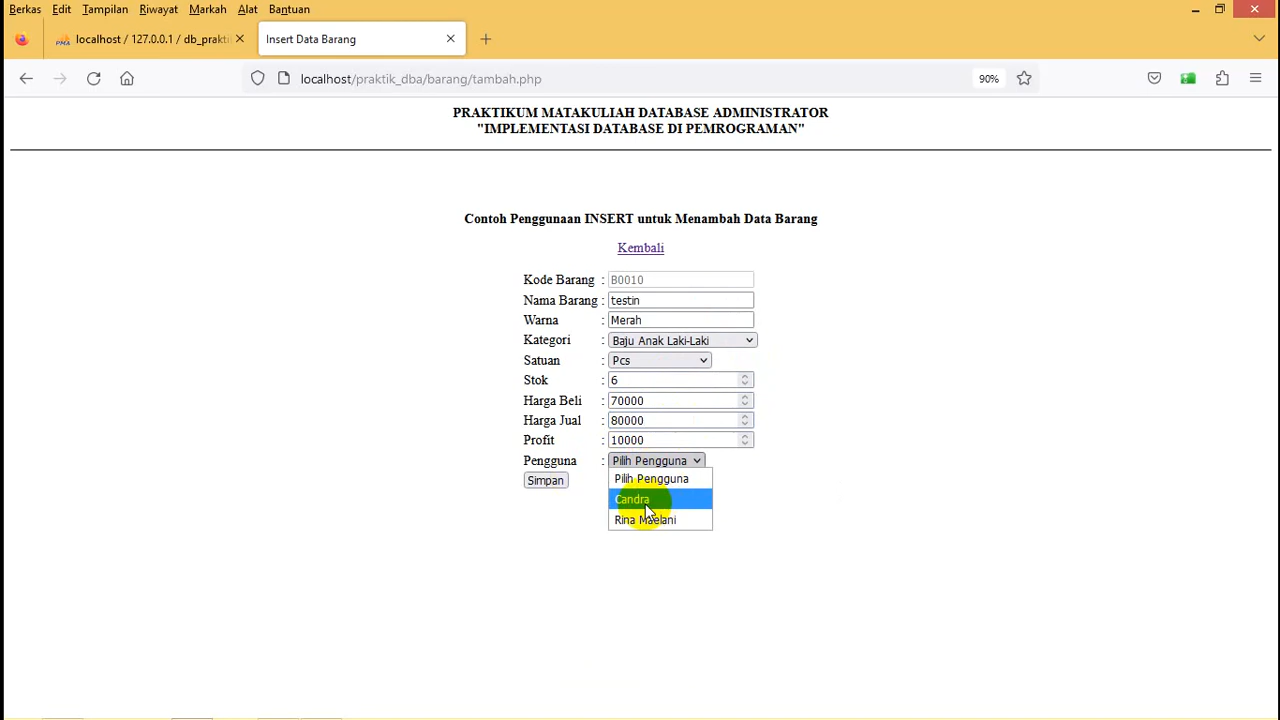 Berkas Edit Tampilan Riwayat Markah Alat Bantuan
PMA localhost / 127.0.0.1 / db_prakti Insert Data Barang
localhost/praktik_dba/barang/tambah.php 90%
PRAKTIKUM MATAKULIAH DATABASE ADMINISTRATOR
"IMPLEMENTASI DATABASE DI PEMROGRAMAN"
Contoh Penggunaan INSERT untuk Menambah Data Barang
Kembali
Kode Barang : B0010
Nama Barang : testin
Warna : Merah
Kategori : Baju Anak Laki-Laki
Satuan : Pcs
Stok : 6
Harga Beli : 70000
Harga Jual : 80000
Profit : 10000
Pengguna : Pilih Pengguna
Simpan Pilih Pengguna
Candra
Rina Maelani